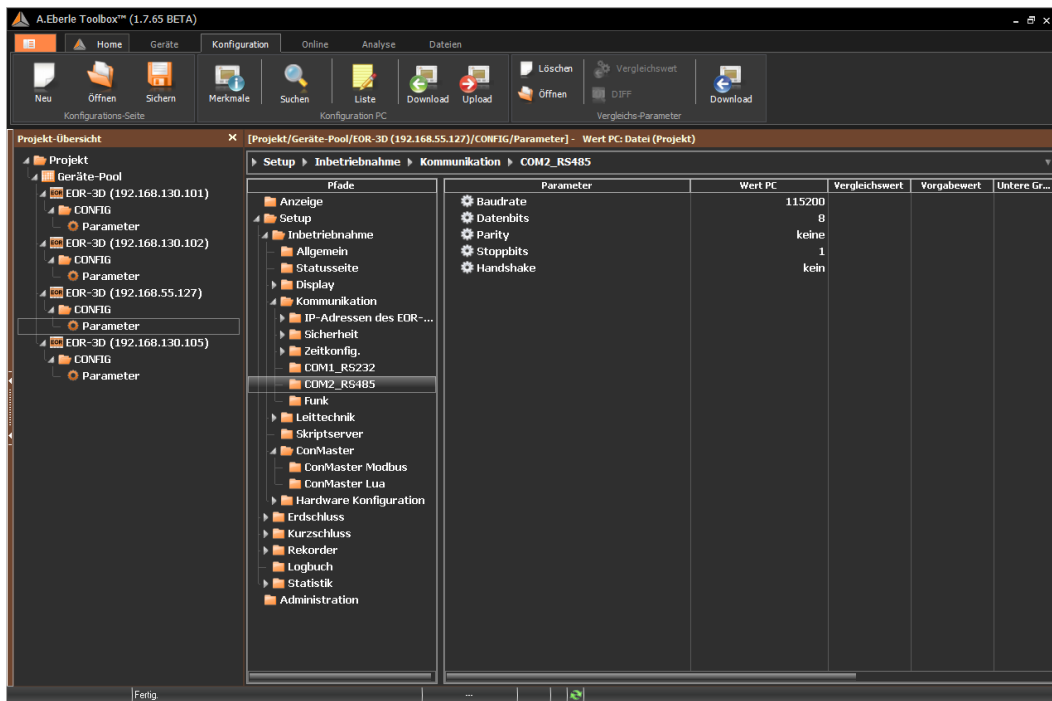 A.Eberle Toolbox™ (1.7.65 BETA)
Home Geräte Konfiguration Online Analyse Dateien
Neu Öffnen Sichern Merkmale Suchen Liste Download Upload Löschen Öffnen Vergleichswert DIFF Download
Konfigurations-Seite Konfiguration PC Vergleichs-Parameter
Projekt-Übersicht
Projekt
Geräte-Pool
EOR EOR-3D (192.168.130.101)
CONFIG
Parameter
EOR EOR-3D (192.168.130.102)
CONFIG
Parameter
EOR EOR-3D (192.168.55.127)
CONFIG
Parameter
EOR EOR-3D (192.168.130.105)
CONFIG
Parameter
[Projekt/Geräte-Pool/EOR-3D (192.168.55.127)/CONFIG/Parameter] - Wert PC: Datei (Projekt)
Setup Inbetriebnahme Kommunikation COM2_RS485
Pfade
Anzeige
Setup
Inbetriebnahme
Allgemein
Statusseite
Display
Kommunikation
IP-Adressen des EOR-...
Sicherheit
Zeitkonfig.
COM1_RS232
COM2_RS485
Funk
Leittechnik
Skriptserver
ConMaster
ConMaster Modbus
ConMaster Lua
Hardware Konfiguration
Erdschluss
Kurzschluss
Rekorder
Logbuch
Statistik
Administration
Parameter Wert PC Vergleichswert Vorgabewert Untere Gr...
Baudrate 115200
Datenbits 8
Parity keine
Stoppbits 1
Handshake kein
Fertig. ...